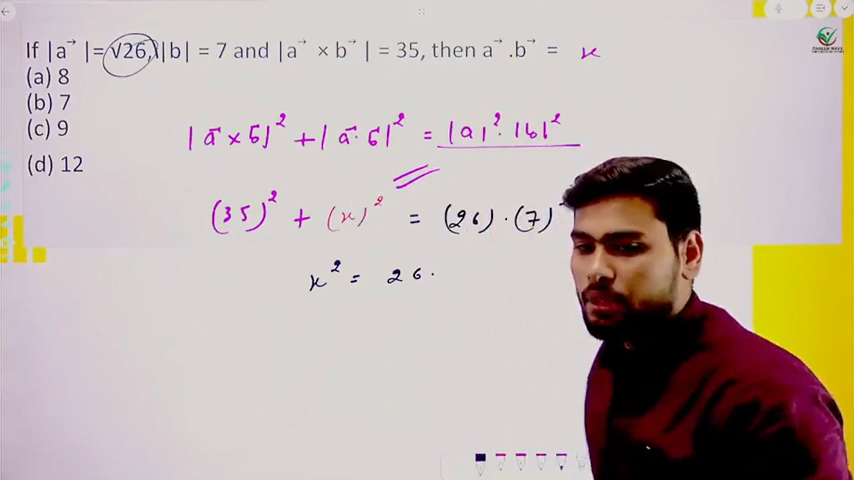 If |a⃗ |= √26, |b| = 7 and |a⃗ × b⃗ | = 35, then a⃗ .b⃗ = x
(a) 8
(b) 7
(c) 9
(d) 12
|a⃗ × b⃗|² + |a⃗ · b⃗|² = |a|² · |b|²
(35)² + (x)² = (26) · (7)
x² = 26 ·